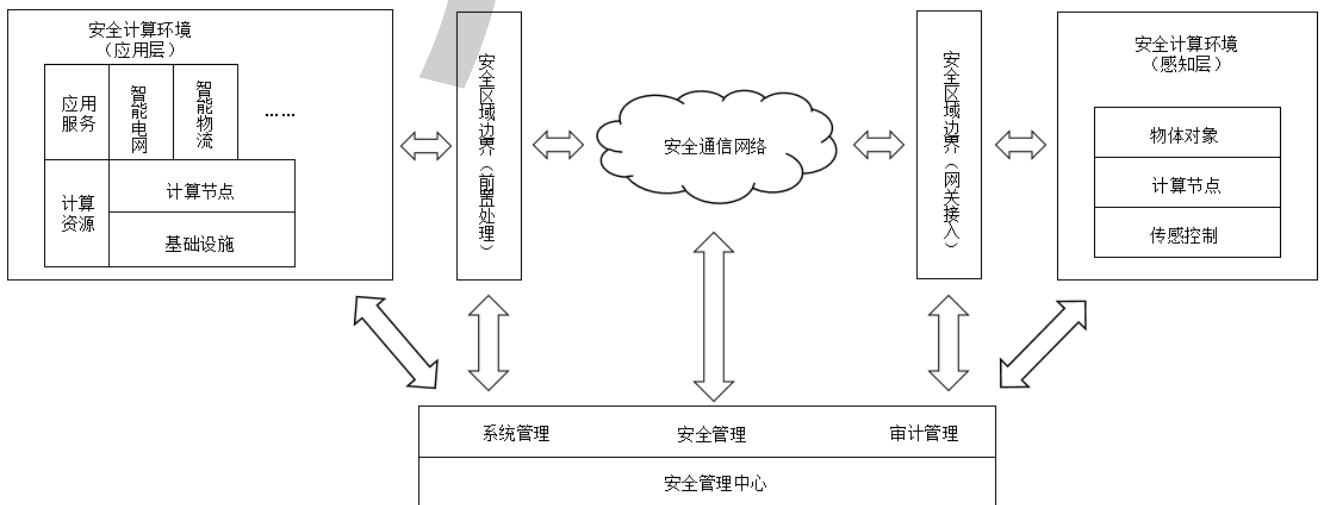 安全计算环境
（应用层）
应用
服务
智能电网
智能物流
……
计算
资源
计算节点
基础设施
安全区域边界（前置处理）
安全通信网络
安全区域边界（网关接入）
安全计算环境
（感知层）
物体对象
计算节点
传感控制
系统管理
安全管理
审计管理
安全管理中心